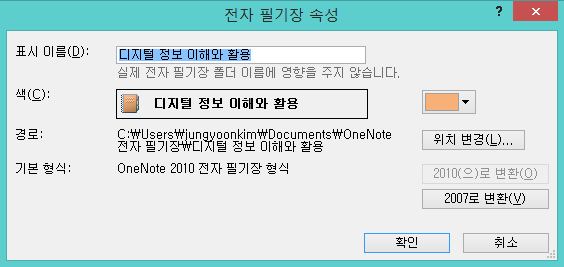 전자 필기장 속성
? ×
표시 이름(D):
디지털 정보 이해와 활용
실제 전자 필기장 폴더 이름에 영향을 주지 않습니다.
색(C):
디지털 정보 이해와 활용
경로:
C:₩Users₩jungyoonkim₩Documents₩OneNote
전자 필기장₩디지털 정보 이해와 활용
위치 변경(L)...
기본 형식:
OneNote 2010 전자 필기장 형식
2010(으)로 변환(O)
2007로 변환(V)
확인
취소